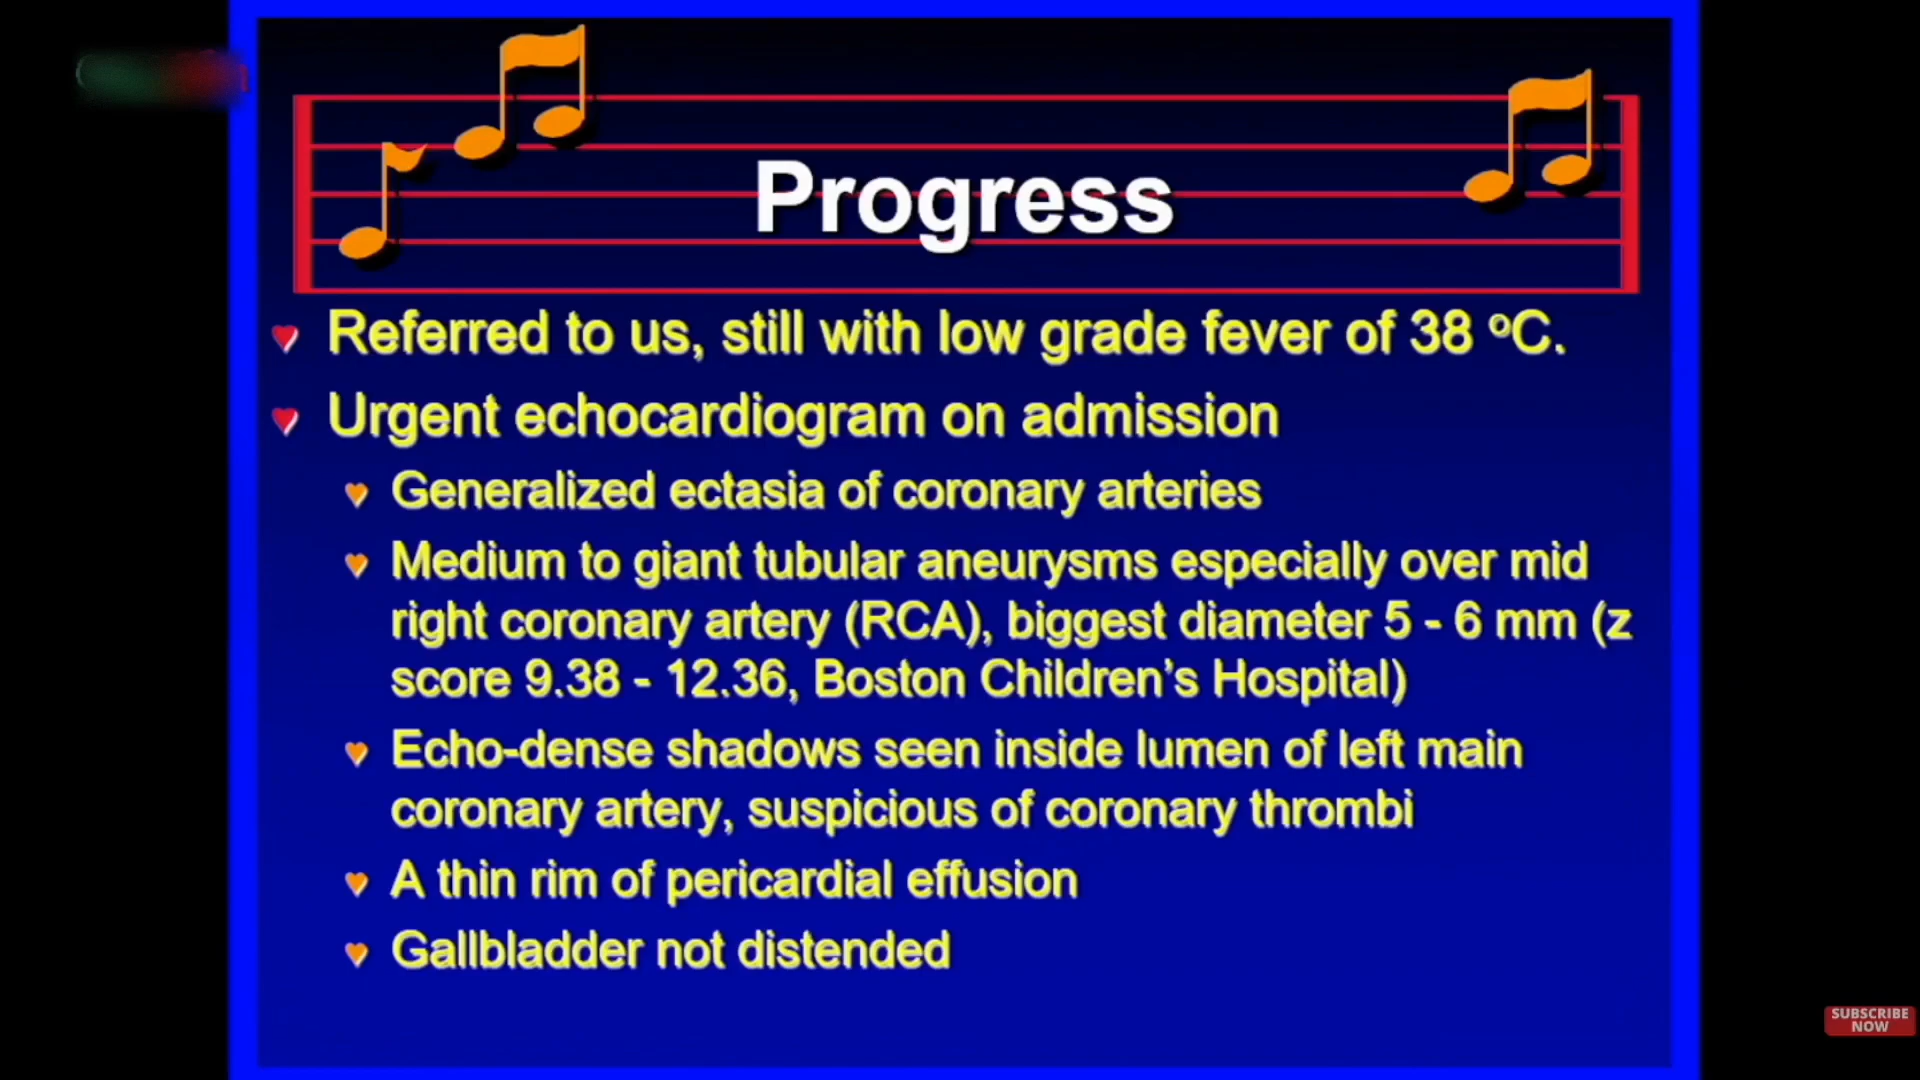 Progress
Referred to us, still with low grade fever of 38 ºC.
Urgent echocardiogram on admission
Generalized ectasia of coronary arteries
Medium to giant tubular aneurysms especially over mid
right coronary artery (RCA), biggest diameter 5 - 6 mm (z
score 9.38 - 12.36, Boston Children’s Hospital)
Echo-dense shadows seen inside lumen of left main
coronary artery, suspicious of coronary thrombi
A thin rim of pericardial effusion
Gallbladder not distended
SUBSCRIBE
NOW